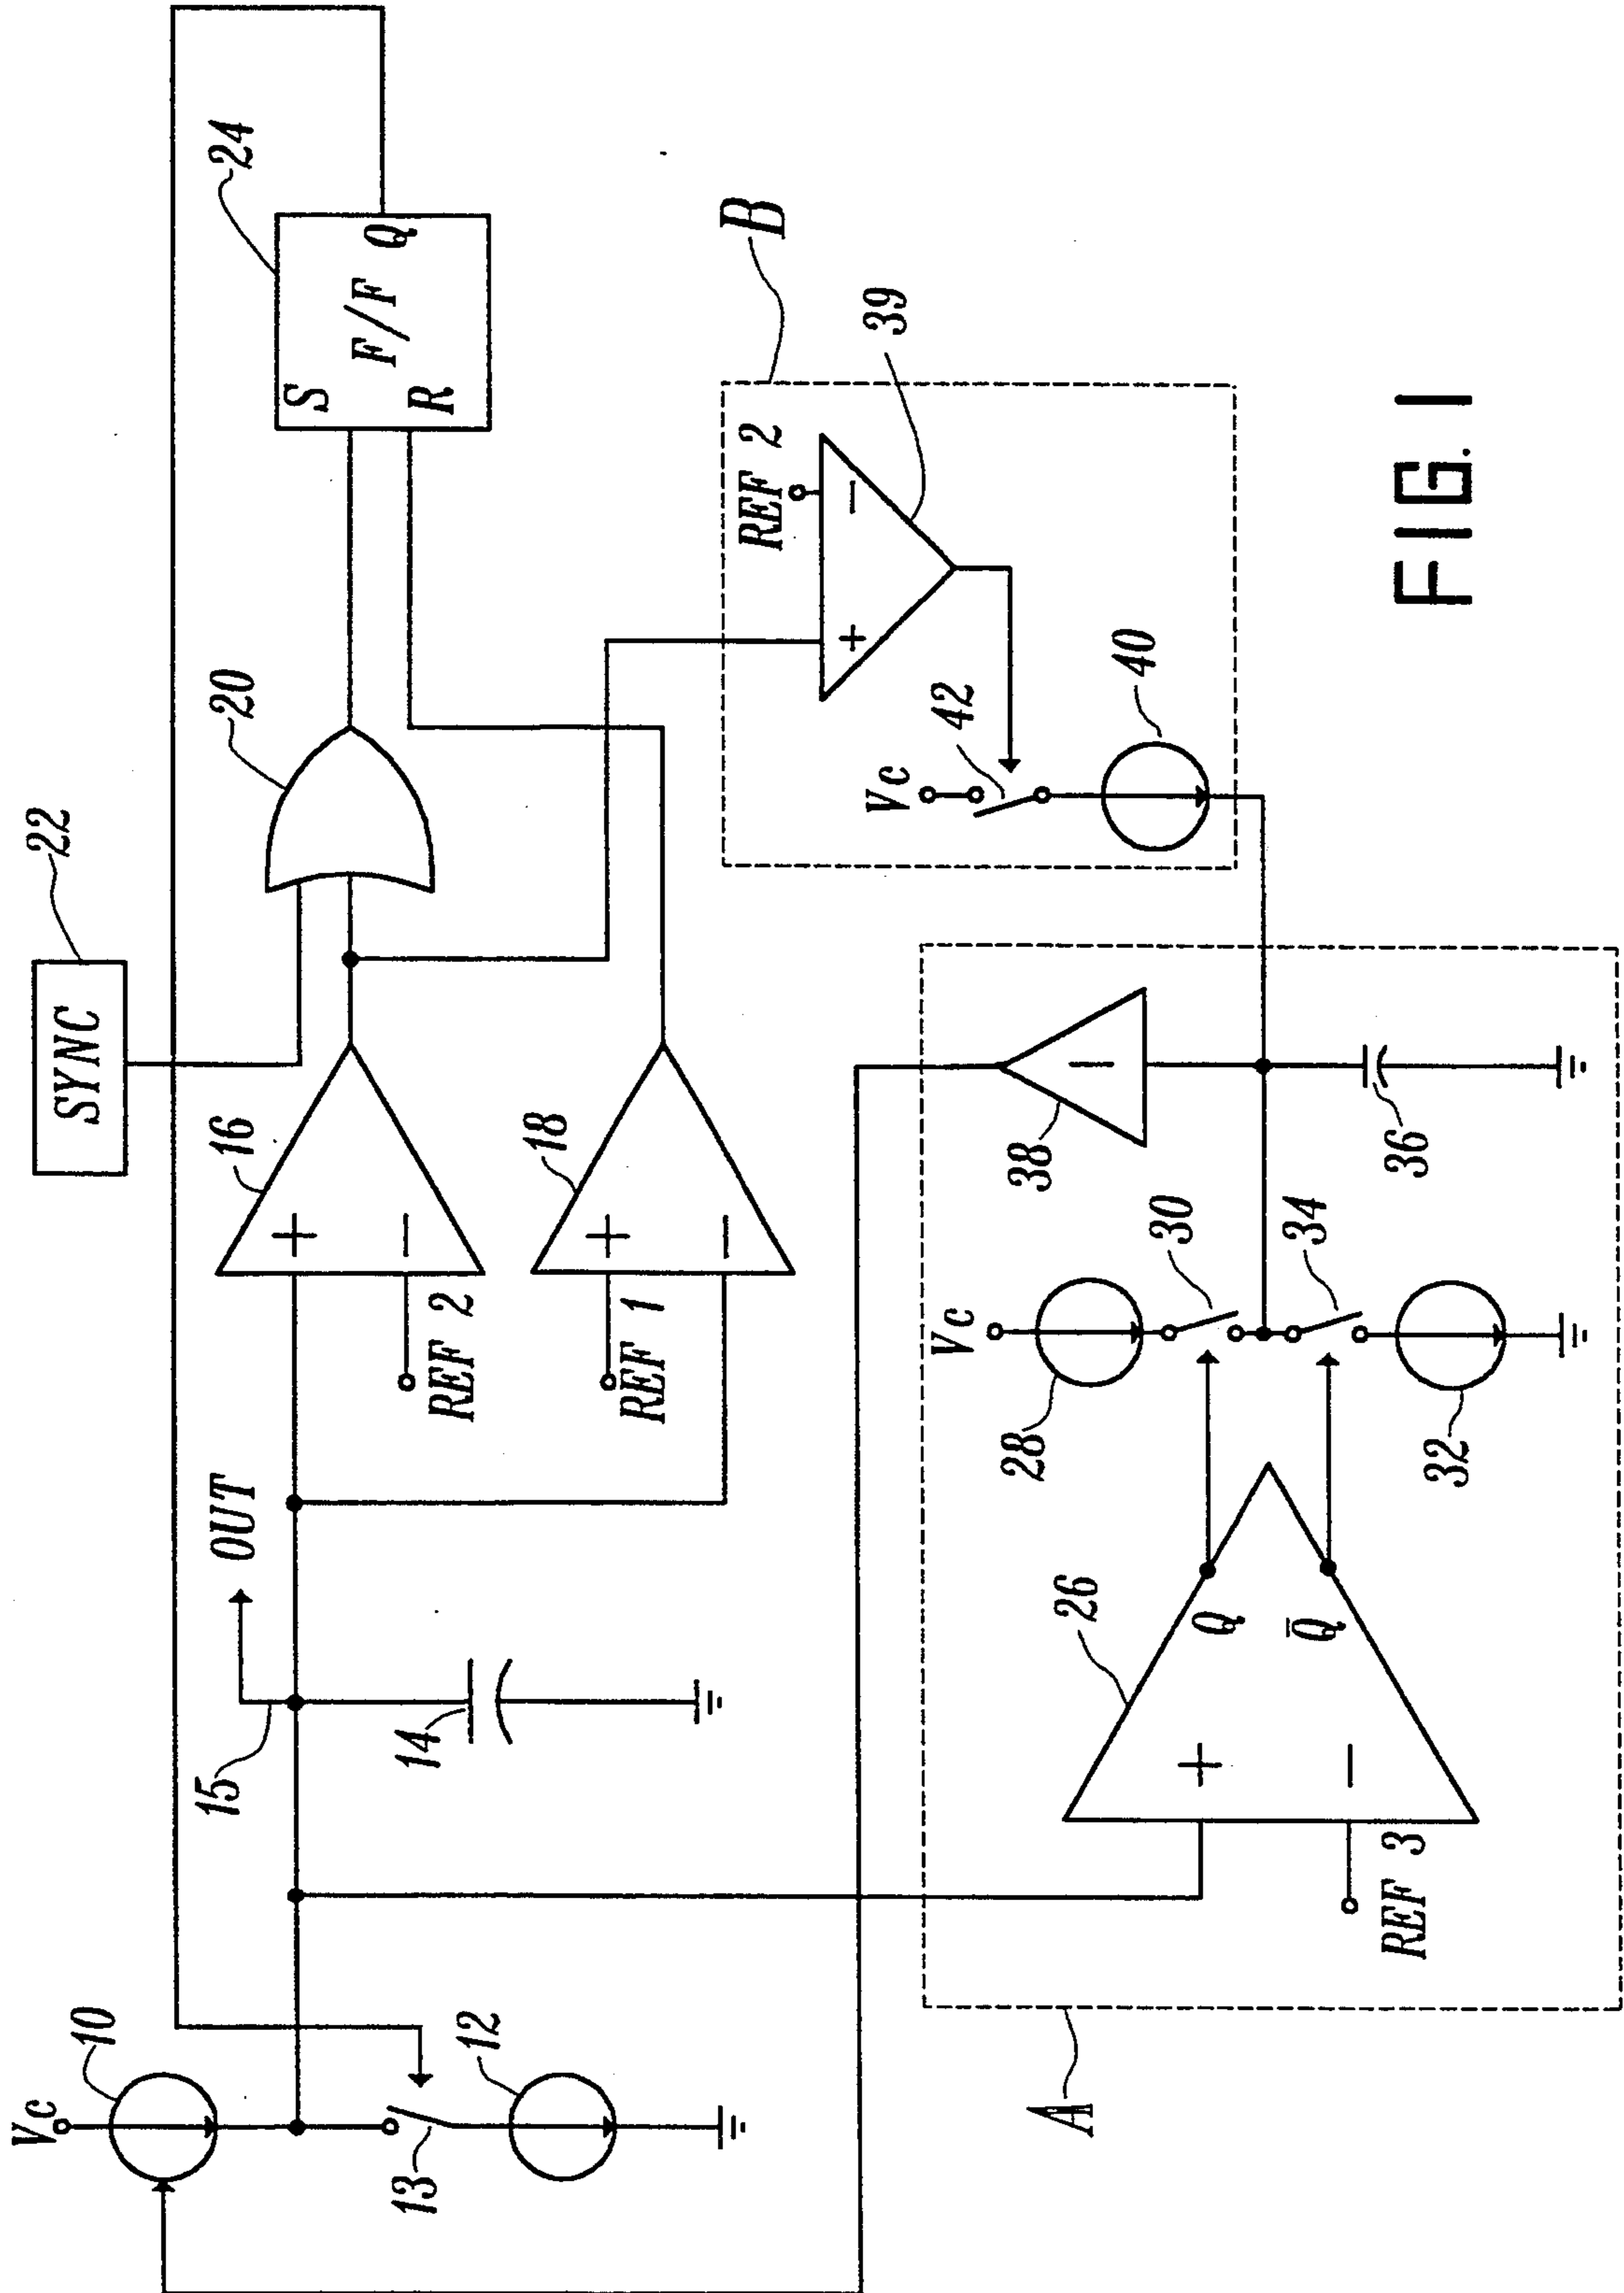 SYNC
22
20
24
S
F/F
Q
R
16
+
−
REF 2
18
+
−
REF 1
OUT
15
14
Vc
10
13
12
B
REF 2
39
+
−
Vc
42
40
38
−
36
Vc
28
30
34
32
26
Q
Q̄
+
−
REF 3
A
FIG. 1